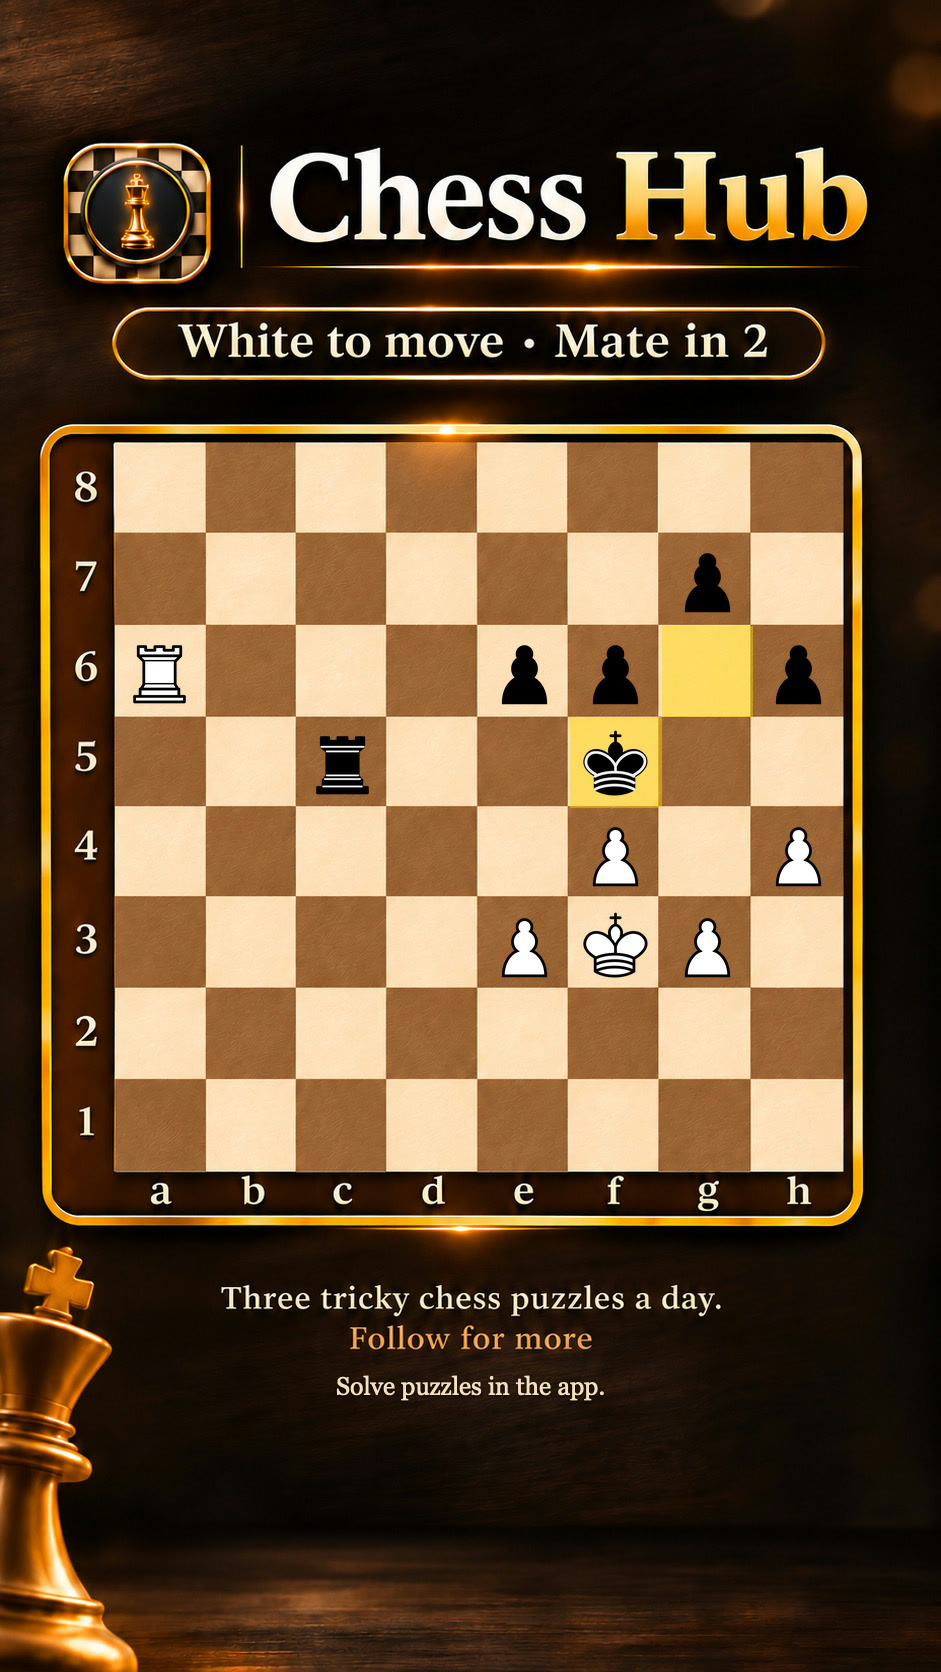 Chess Hub
White to move • Mate in 2
8
7
6
5
4
3
2
1
a b c d e f g h
Three tricky chess puzzles a day.
Follow for more
Solve puzzles in the app.